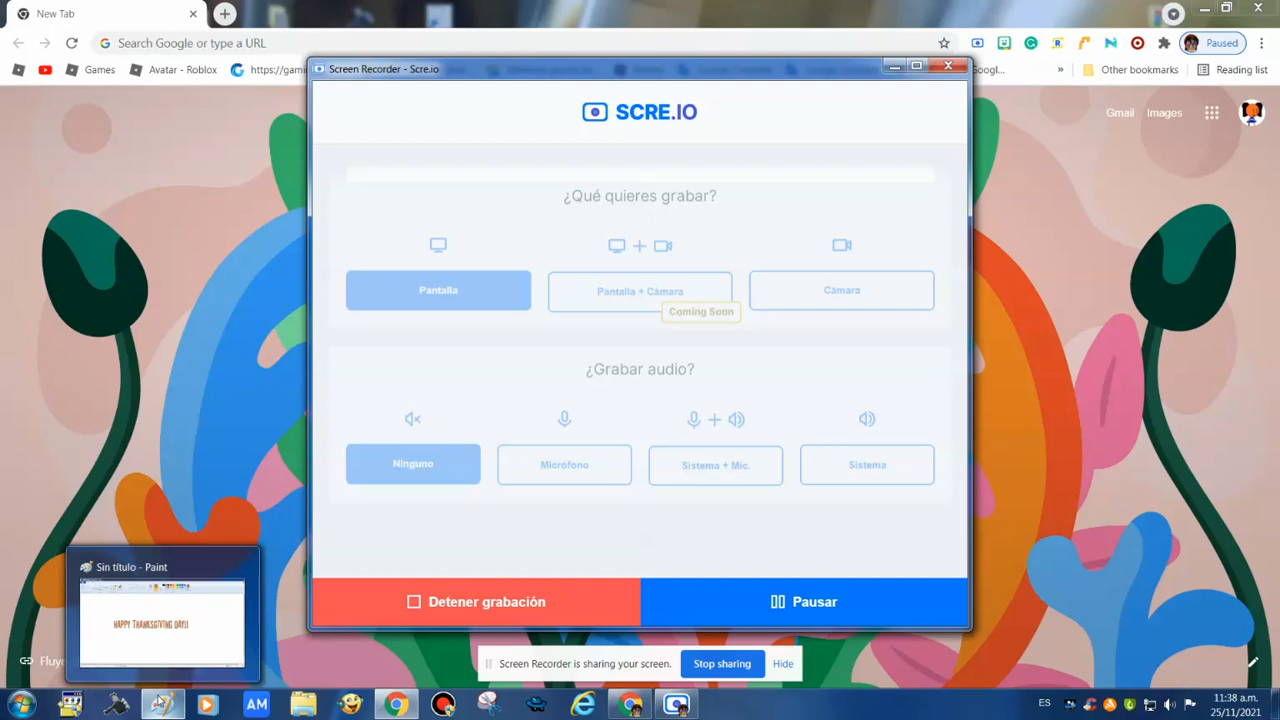 New Tab
Search Google or type a URL
Paused
Games
Avatar - Roblox
https://gami
oogl...
»
Other bookmarks
Reading list
Screen Recorder - Scre.io
Gmail
Images
SCRE.IO
¿Qué quieres grabar?
Pantalla
Pantalla + Cámara
Cámara
Coming Soon
¿Grabar audio?
Ninguno
Micrófono
Sistema + Mic.
Sistema
Sin título - Paint
HAPPY THANKSGIVING DAY!!
Detener grabación
Pausar
Fluy
Screen Recorder is sharing your screen.
Stop sharing
Hide
AM
ES
11:38 a.m.
25/11/2021